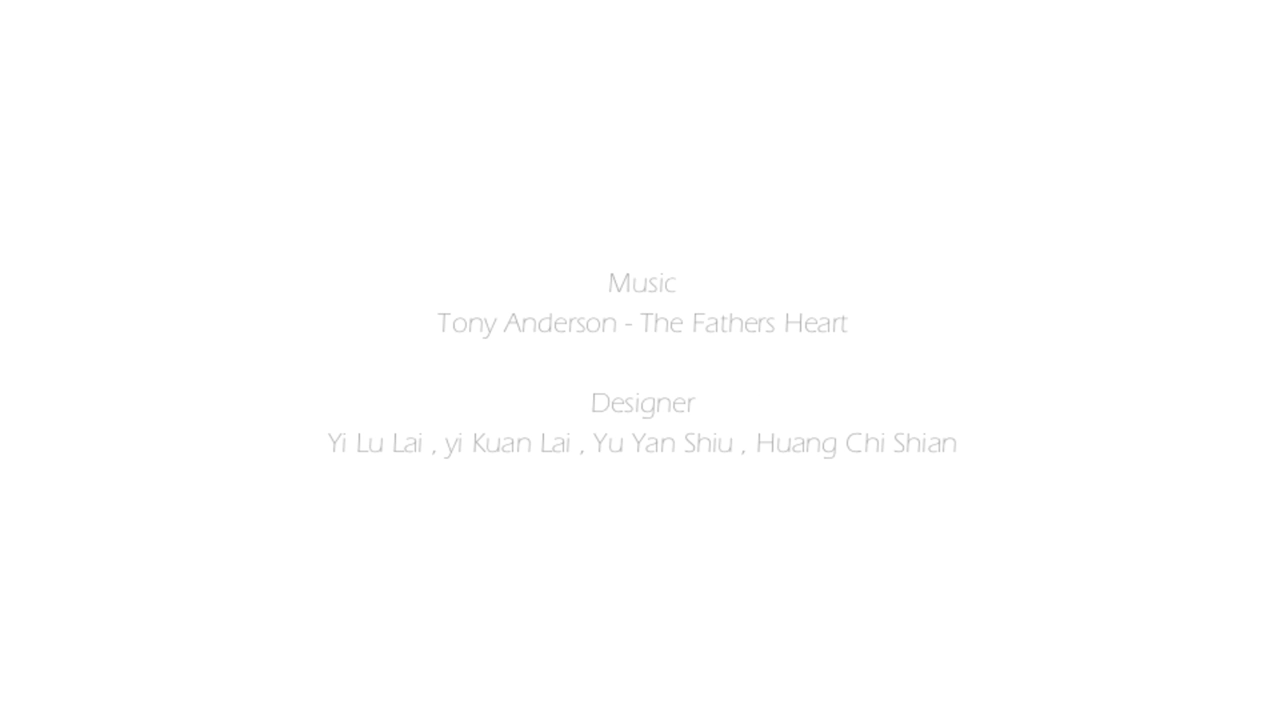 Music
Tony Anderson - The Fathers Heart
Designer
Yi Lu Lai , yi Kuan Lai , Yu Yan Shiu , Huang Chi Shian